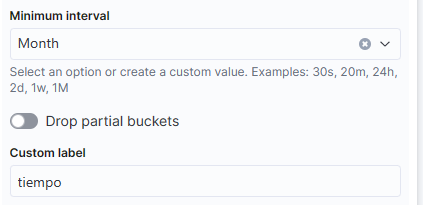 Minimum interval
Month
Select an option or create a custom value. Examples: 30s, 20m, 24h,
2d, 1w, 1M
Drop partial buckets
Custom label
tiempo